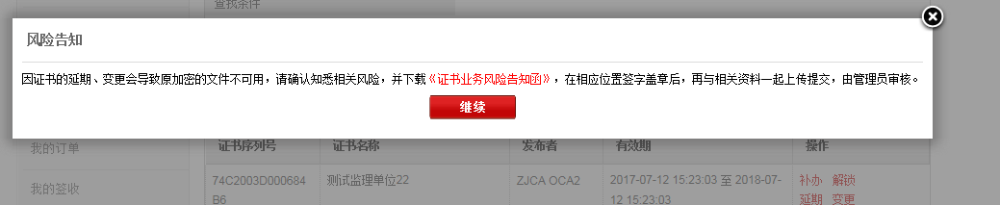 查找条件
风险告知
因证书的延期、变更会导致原加密的文件不可用，请确认知悉相关风险，并下载《证书业务风险告知函》，在相应位置签字盖章后，再与相关资料一起上传提交，由管理员审核。
继续
我的订单
证书序列号 证书名称 发布者 有效期 操作
74C2003D000684 测试监理单位22 ZJCA OCA2 2017-07-12 15:23:03 至 2018-07- 补办 解锁
我的签收
B6 12 15:23:03 延期 变更